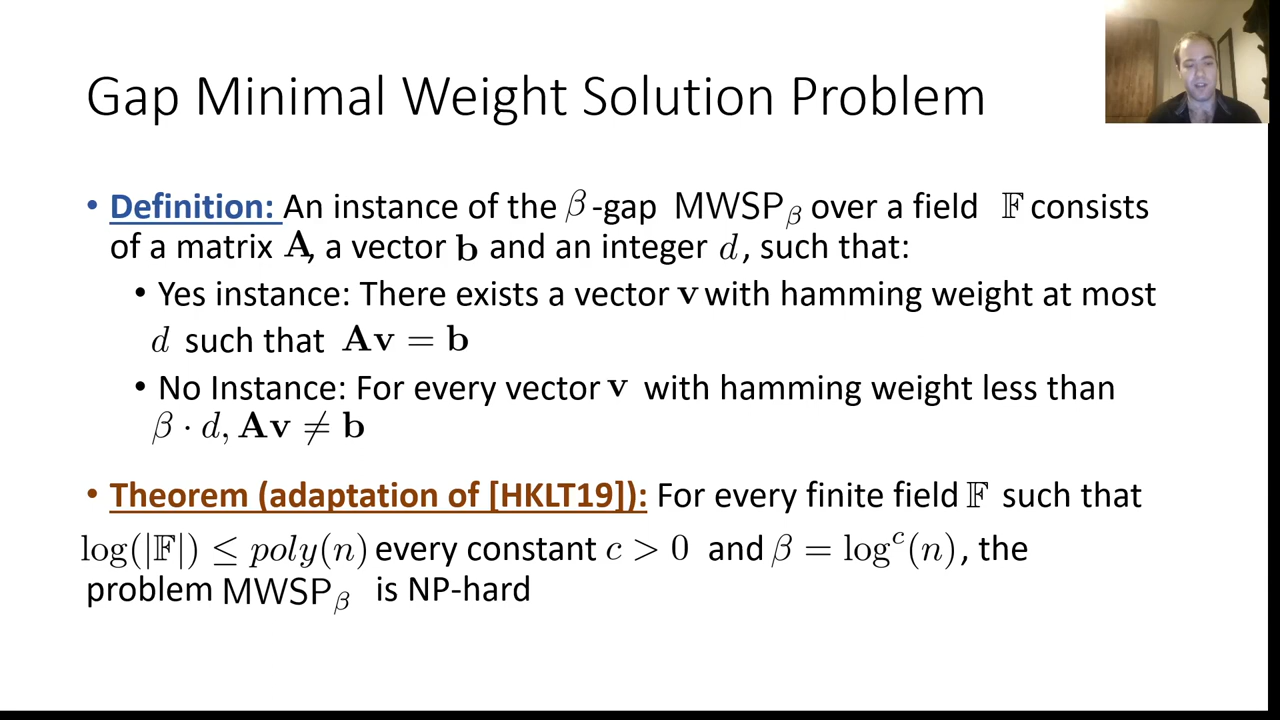 Gap Minimal Weight Solution Problem
• Definition: An instance of the β-gap MWSP_β over a field 𝔽 consists
of a matrix A, a vector b and an integer d, such that:
• Yes instance: There exists a vector v with hamming weight at most
d such that Av = b
• No Instance: For every vector v with hamming weight less than
β · d, Av ≠ b
• Theorem (adaptation of [HKLT19]): For every finite field 𝔽 such that
log(|𝔽|) ≤ poly(n) every constant c > 0 and β = log^c(n), the
problem MWSP_β is NP-hard